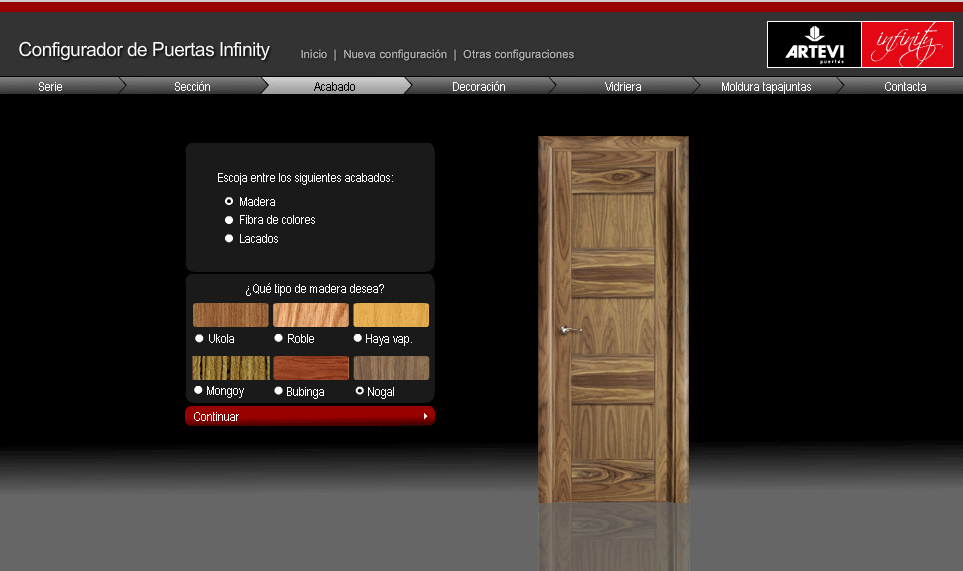 Configurador de Puertas Infinity
Inicio | Nueva configuración | Otras configuraciones
ARTEVI
puertas
infinity
Serie
Sección
Acabado
Decoración
Vidriera
Moldura tapajuntas
Contacta
Escoja entre los siguientes acabados:
Madera
Fibra de colores
Lacados
¿Qué tipo de madera desea?
Ukola
Roble
Haya vap.
Mongoy
Bubinga
Nogal
Continuar